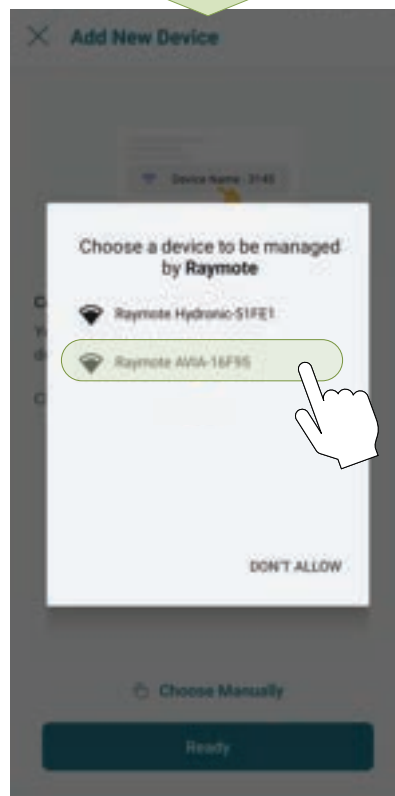 Add New Device
Device Name: 3145
Choose a device to be managed
by Raymote
Raymote Hydronic-51FE1
Raymote AVIA-16F95
DON'T ALLOW
Choose Manually
Ready